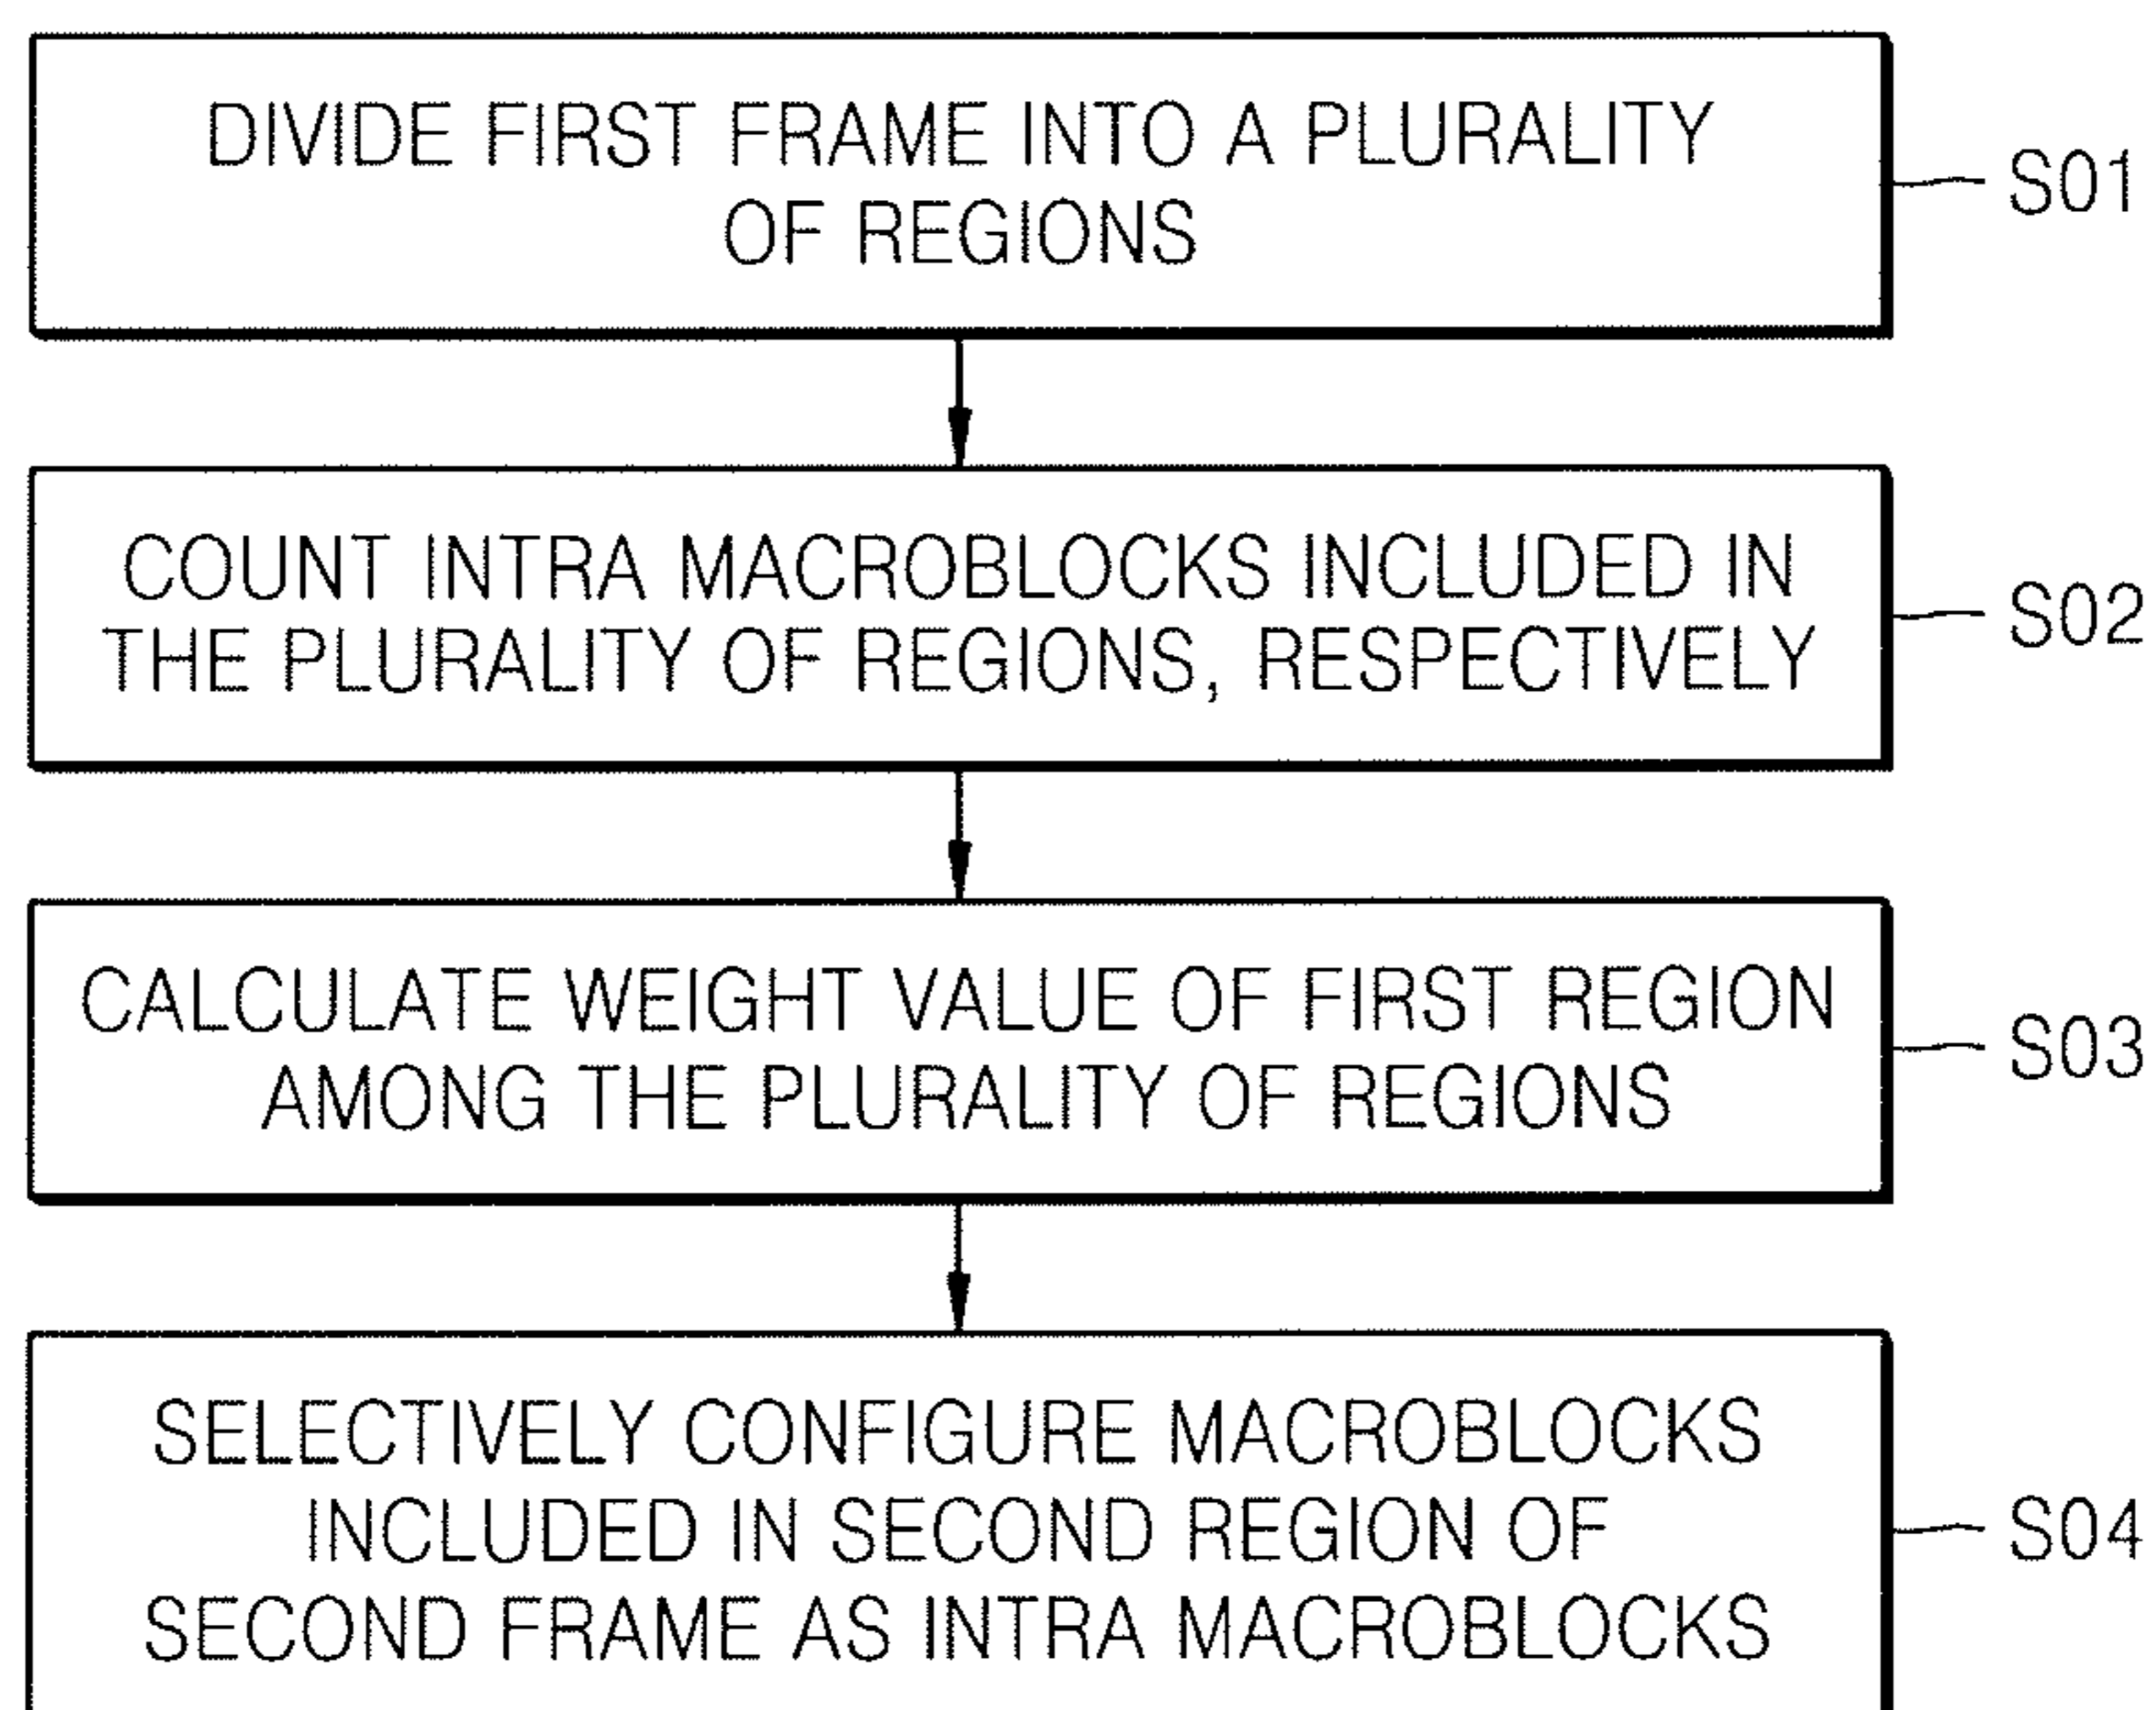 DIVIDE FIRST FRAME INTO A PLURALITY
OF REGIONS
S01
COUNT INTRA MACROBLOCKS INCLUDED IN
THE PLURALITY OF REGIONS, RESPECTIVELY
S02
CALCULATE WEIGHT VALUE OF FIRST REGION
AMONG THE PLURALITY OF REGIONS
S03
SELECTIVELY CONFIGURE MACROBLOCKS
INCLUDED IN SECOND REGION OF
SECOND FRAME AS INTRA MACROBLOCKS
S04